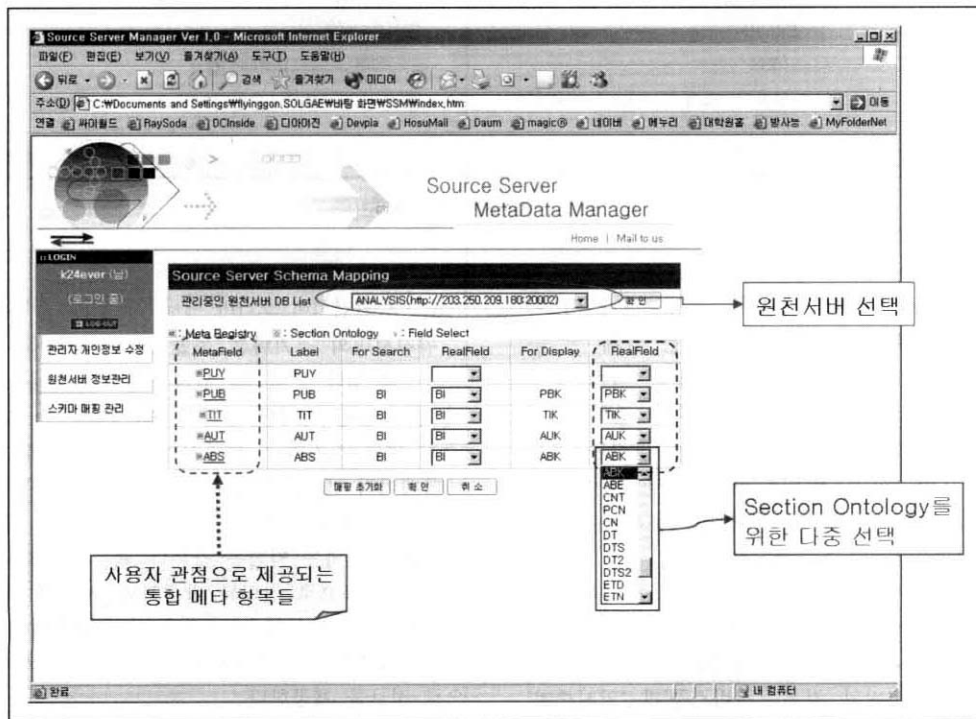 Source Server Manager Ver 1.0 - Microsoft Internet Explorer
파일(F) 편집(E) 보기(V) 즐겨찾기(A) 도구(T) 도움말(H)
뒤로 검색 즐겨찾기 미디어
주소(D) C:₩Documents and Settings₩flyinggon.SOLGAE₩바탕 화면₩SSM₩index.htm 이동
연결 싸이월드 RaySoda DCInside 디아이진 Devpia HosuMail Daum magic® 네이버 메누리 대학원홈 방사능 MyFolderNet
Source Server
MetaData Manager
Home | Mail to us
::LOGIN
k24ever (님)
(로그인 중)
LOG-OUT
관리자 개인정보 수정
원천서버 정보관리
스키마 매핑 관리
Source Server Schema Mapping
관리중인 원천서버 DB List : ANALYSIS(http://203.250.209.180:20002) 확 인
: Meta Registry : Section Ontology : Field Select
MetaField Label For Search RealField For Display RealField
PUY PUY
PUB PUB BI BI PBK PBK
TIT TIT BI BI TIK TIK
AUT AUT BI BI AUK AUK
ABS ABS BI BI ABK ABK
매핑 초기화 확 인 취 소
ABK
ABE
CNT
PCN
CN
DT
DTS
DT2
DTS2
ETD
ETN
원천서버 선택
Section Ontology를
위한 다중 선택
사용자 관점으로 제공되는
통합 메타 항목들
완료
내 컴퓨터